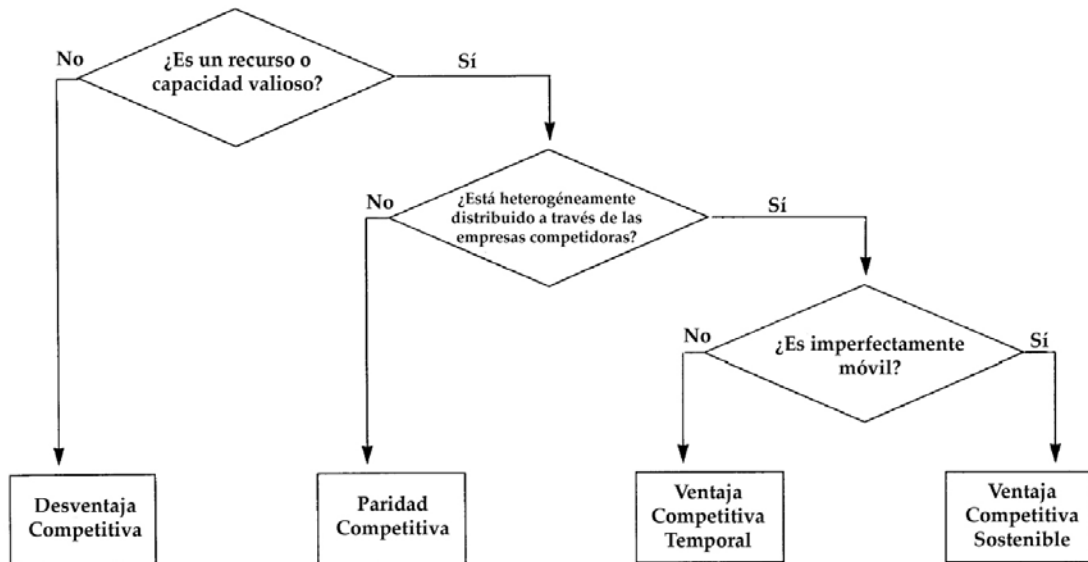 No
¿Es un recurso o
capacidad valioso?
Sí
No
¿Está heterogéneamente
distribuido a través de las
empresas competidoras?
Sí
No
¿Es imperfectamente
móvil?
Sí
Desventaja
Competitiva
Paridad
Competitiva
Ventaja
Competitiva
Temporal
Ventaja
Competitiva
Sostenible